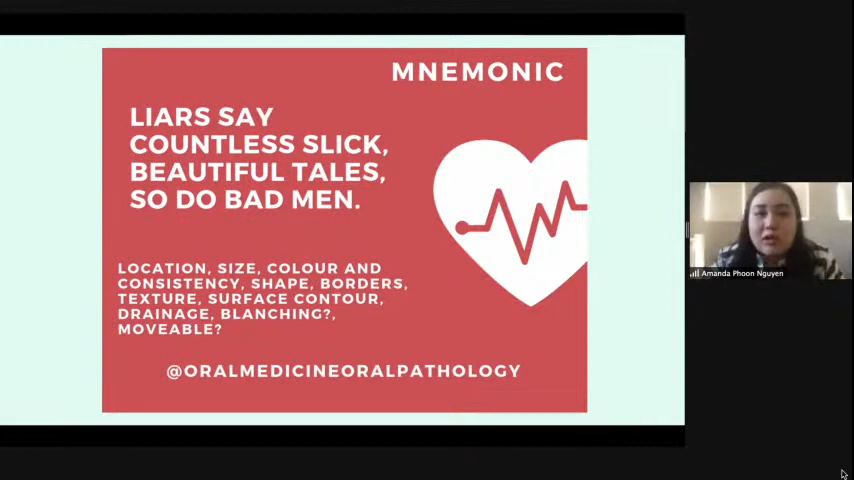 MNEMONIC
LIARS SAY
COUNTLESS SLICK,
BEAUTIFUL TALES,
SO DO BAD MEN.
LOCATION, SIZE, COLOUR AND
CONSISTENCY, SHAPE, BORDERS,
TEXTURE, SURFACE CONTOUR,
DRAINAGE, BLANCHING?,
MOVEABLE?
@ORALMEDICINEORALPATHOLOGY
Amanda Phoon Nguyen